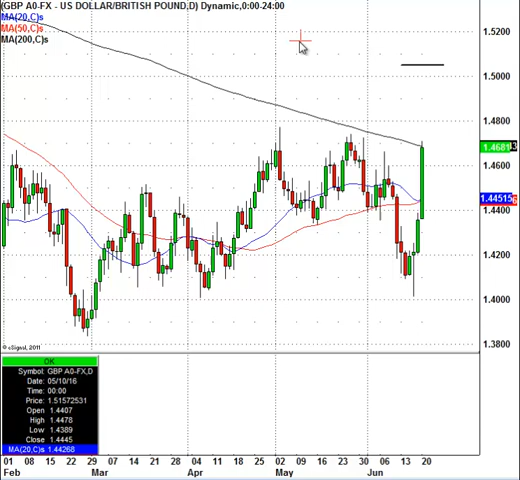 (GBP A0-FX - US DOLLAR/BRITISH POUND,D) Dynamic,0:00-24:00
MA(20,C)s
MA(50,C)s
MA(200,C)s
1.5200
1.5000
1.4800
1.4681
1.4600
1.4451
1.4400
1.4200
1.4000
1.3800
© eSignal, 2011
OK
Symbol: GBP A0-FX,D
Date: 05/10/16
Time: 00:00
Price: 1.51572531
Open 1.4407
High 1.4478
Low 1.4389
Close 1.4445
MA(20,C)s 1.44268
01 08 15 22 29 07 14 21 28 04 11 18 25 02 09 16 23 30 06 13 20
Feb Mar Apr May Jun